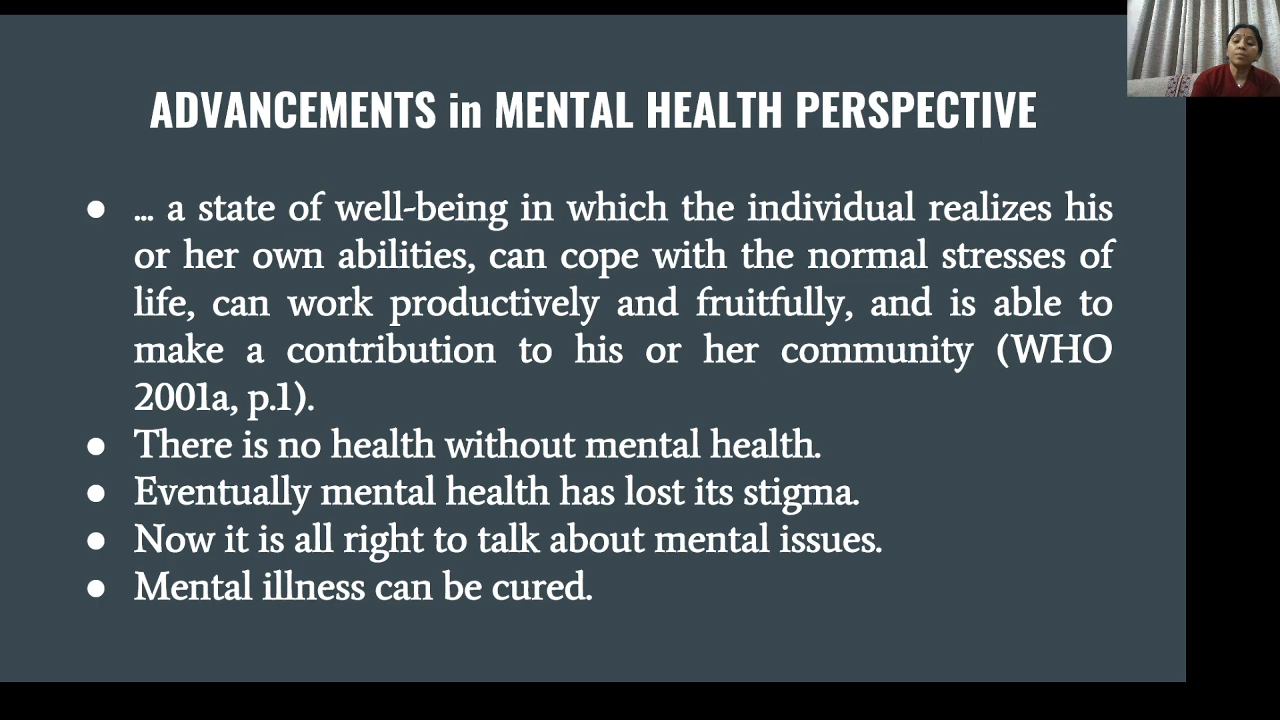 ADVANCEMENTS in MENTAL HEALTH PERSPECTIVE
● ... a state of well-being in which the individual realizes his
or her own abilities, can cope with the normal stresses of
life, can work productively and fruitfully, and is able to
make a contribution to his or her community (WHO
2001a, p.1).
● There is no health without mental health.
● Eventually mental health has lost its stigma.
● Now it is all right to talk about mental issues.
● Mental illness can be cured.